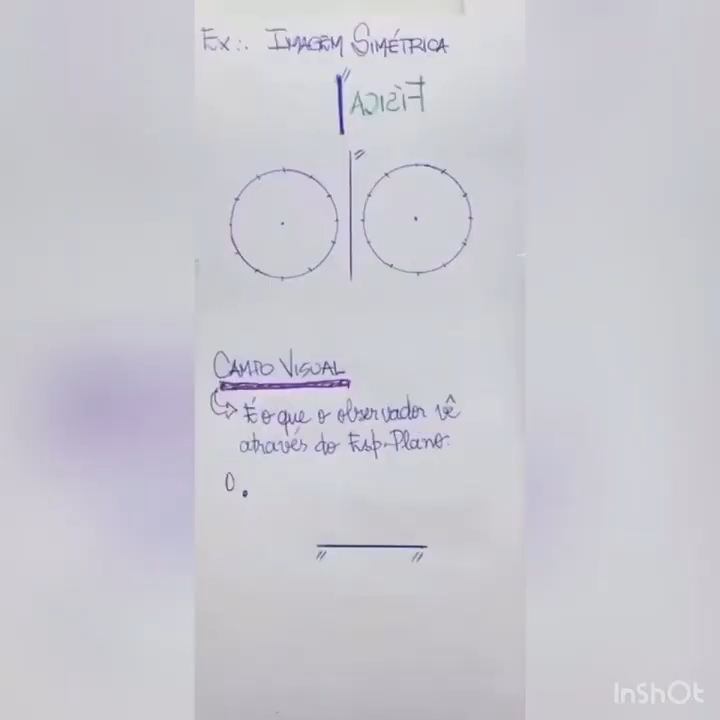 Ex:. IMAGEM SIMÉTRICA
FÍSICA
CAMPO VISUAL
É o que o observador vê
através do Esp. Plano.
O.
InShOt